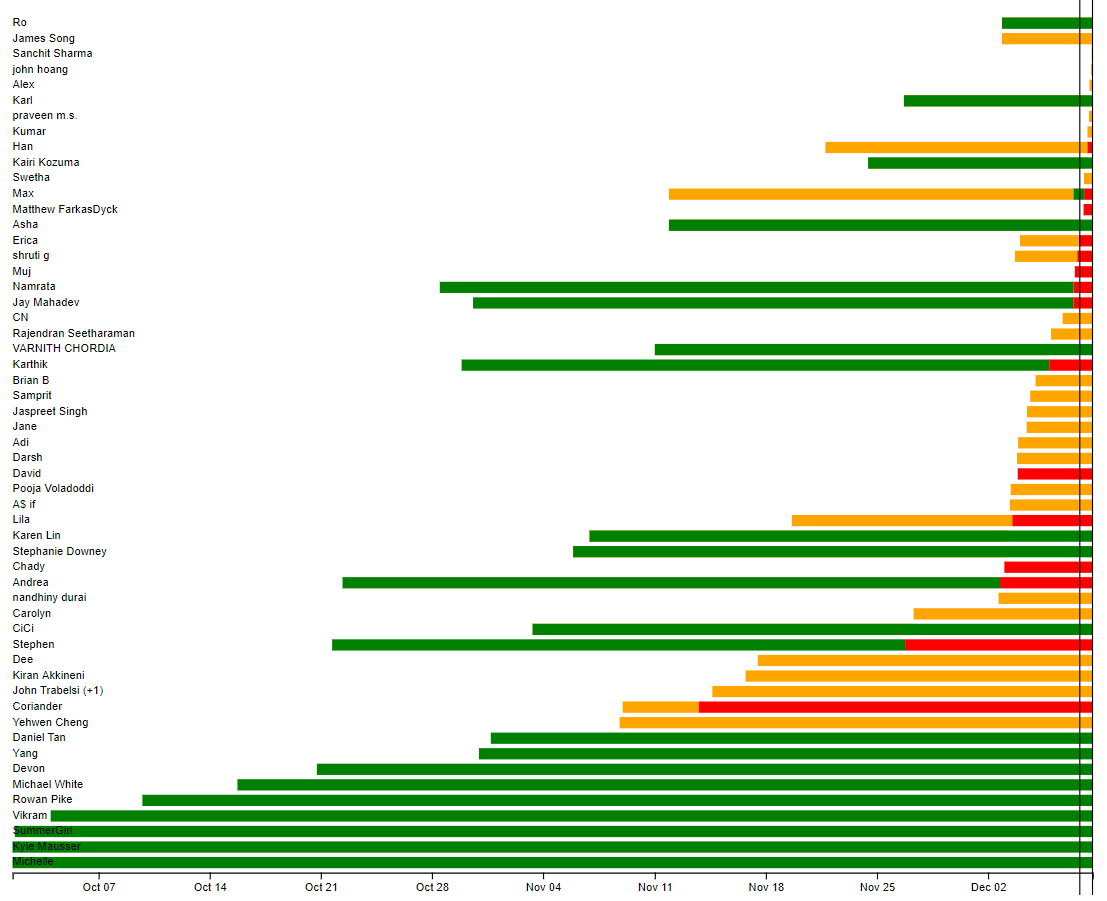 Ro
James Song
Sanchit Sharma
john hoang
Alex
Karl
praveen m.s.
Kumar
Han
Kairi Kozuma
Swetha
Max
Matthew FarkasDyck
Asha
Erica
shruti g
Muj
Namrata
Jay Mahadev
CN
Rajendran Seetharaman
VARNITH CHORDIA
Karthik
Brian B
Samprit
Jaspreet Singh
Jane
Adi
Darsh
David
Pooja Voladoddi
A$ if
Lila
Karen Lin
Stephanie Downey
Chady
Andrea
nandhiny durai
Carolyn
CiCi
Stephen
Dee
Kiran Akkineni
John Trabelsi (+1)
Coriander
Yehwen Cheng
Daniel Tan
Yang
Devon
Michael White
Rowan Pike
Vikram
SummerGirl
Kyle Mausser
Michelle
Oct 07 Oct 14 Oct 21 Oct 28 Nov 04 Nov 11 Nov 18 Nov 25 Dec 02